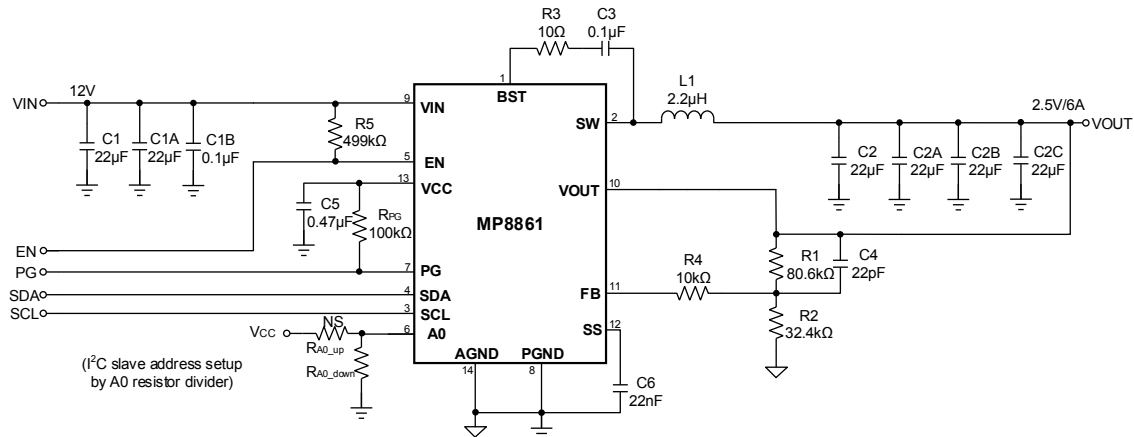 R3
10Ω
C3
0.1µF
1
BST
VIN
12V
9
VIN
C1
22µF
C1A
22µF
C1B
0.1µF
R5
499kΩ
5
EN
SW
2
L1
2.2µH
2.5V/6A
VOUT
C2
22µF
C2A
22µF
C2B
22µF
C2C
22µF
13
VCC
C5
0.47µF
RPG
100kΩ
VOUT
10
MP8861
EN
PG
7
PG
SDA
4
SDA
SCL
3
SCL
R4
10kΩ
R1
80.6kΩ
C4
22pF
FB
11
R2
32.4kΩ
SS
12
VCC
NS
6
A0
RA0_up
RA0_down
(I²C slave address setup
by A0 resistor divider)
AGND
14
PGND
8
C6
22nF